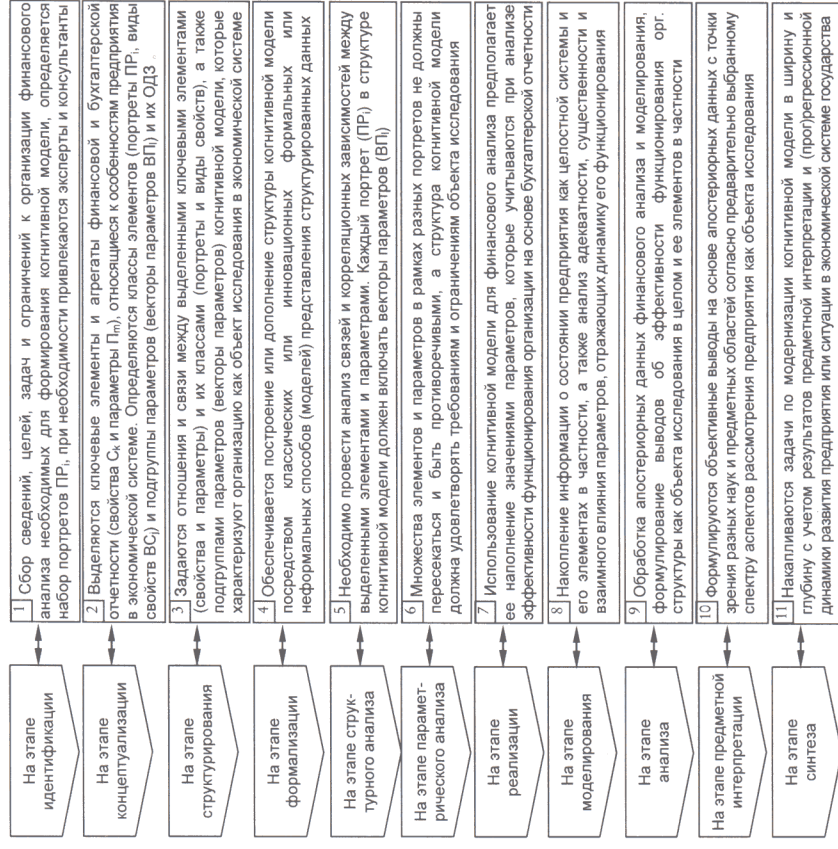 На этапе
идентификации
1 Сбор сведений, целей, задач и ограничений к организации финансового
анализа необходимых для формирования когнитивной модели, определяется
набор портретов ПРi, при необходимости привлекаются эксперты и консультанты
На этапе
концептуализации
2 Выделяются ключевые элементы и агрегаты финансовой и бухгалтерской
отчетности (свойства Ck и параметры Пm), относящиеся к особенностям предприятия
в экономической системе. Определяются классы элементов (портреты ПРi, виды
свойств ВСj) и подгруппы параметров (векторы параметров ВПl) и их ОДЗ
На этапе
структурирования
3 Задаются отношения и связи между выделенными ключевыми элементами
(свойства и параметры) и их классами (портреты и виды свойств), а также
подгруппами параметров (векторы параметров) когнитивной модели, которые
характеризуют организацию как объект исследования в экономической системе
На этапе
формализации
4 Обеспечивается построение или дополнение структуры когнитивной модели
посредством классических или инновационных формальных или
неформальных способов (моделей) представления структурированных данных
На этапе струк-
турного анализа
5 Необходимо провести анализ связей и корреляционных зависимостей между
выделенными элементами и параметрами. Каждый портрет (ПРi) в структуре
когнитивной модели должен включать векторы параметров (ВПl)
На этапе парамет-
рического анализа
6 Множества элементов и параметров в рамках разных портретов не должны
пересекаться и быть противоречивыми, а структура когнитивной модели
должна удовлетворять требованиям и ограничениям объекта исследования
На этапе
реализации
7 Использование когнитивной модели для финансового анализа предполагает
ее наполнение значениями параметров, которые учитываются при анализе
эффективности функционирования организации на основе бухгалтерской отчетности
На этапе
моделирования
8 Накопление информации о состоянии предприятия как целостной системы и
его элементах в частности, а также анализ адекватности, существенности и
взаимного влияния параметров, отражающих динамику его функционирования
На этапе
анализа
9 Обработка апостериорных данных финансового анализа и моделирования,
формулирование выводов об эффективности функционирования орг.
структуры как объекта исследования в целом и ее элементов в частности
На этапе предметной
интерпретации
10 Формулируются объективные выводы на основе апостериорных данных с точки
зрения разных наук и предметных областей согласно предварительно выбранному
спектру аспектов рассмотрения предприятия как объекта исследования
На этапе
синтеза
11 Накапливаются задачи по модернизации когнитивной модели в ширину и
глубину с учетом результатов предметной интерпретации и (прог)регрессионной
динамики развития предприятия или ситуации в экономической системе государства